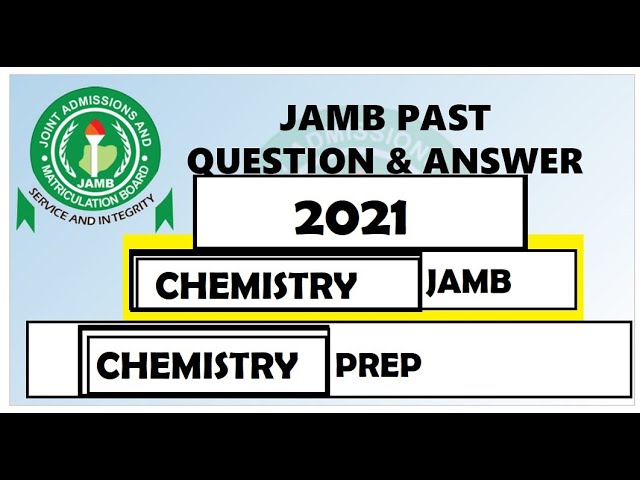 JOINT ADMISSIONS AND
MATRICULATION BOARD
JAMB
SERVICE AND INTEGRITY
JAMB PAST
QUESTION & ANSWER
2021
CHEMISTRY JAMB
CHEMISTRY PREP